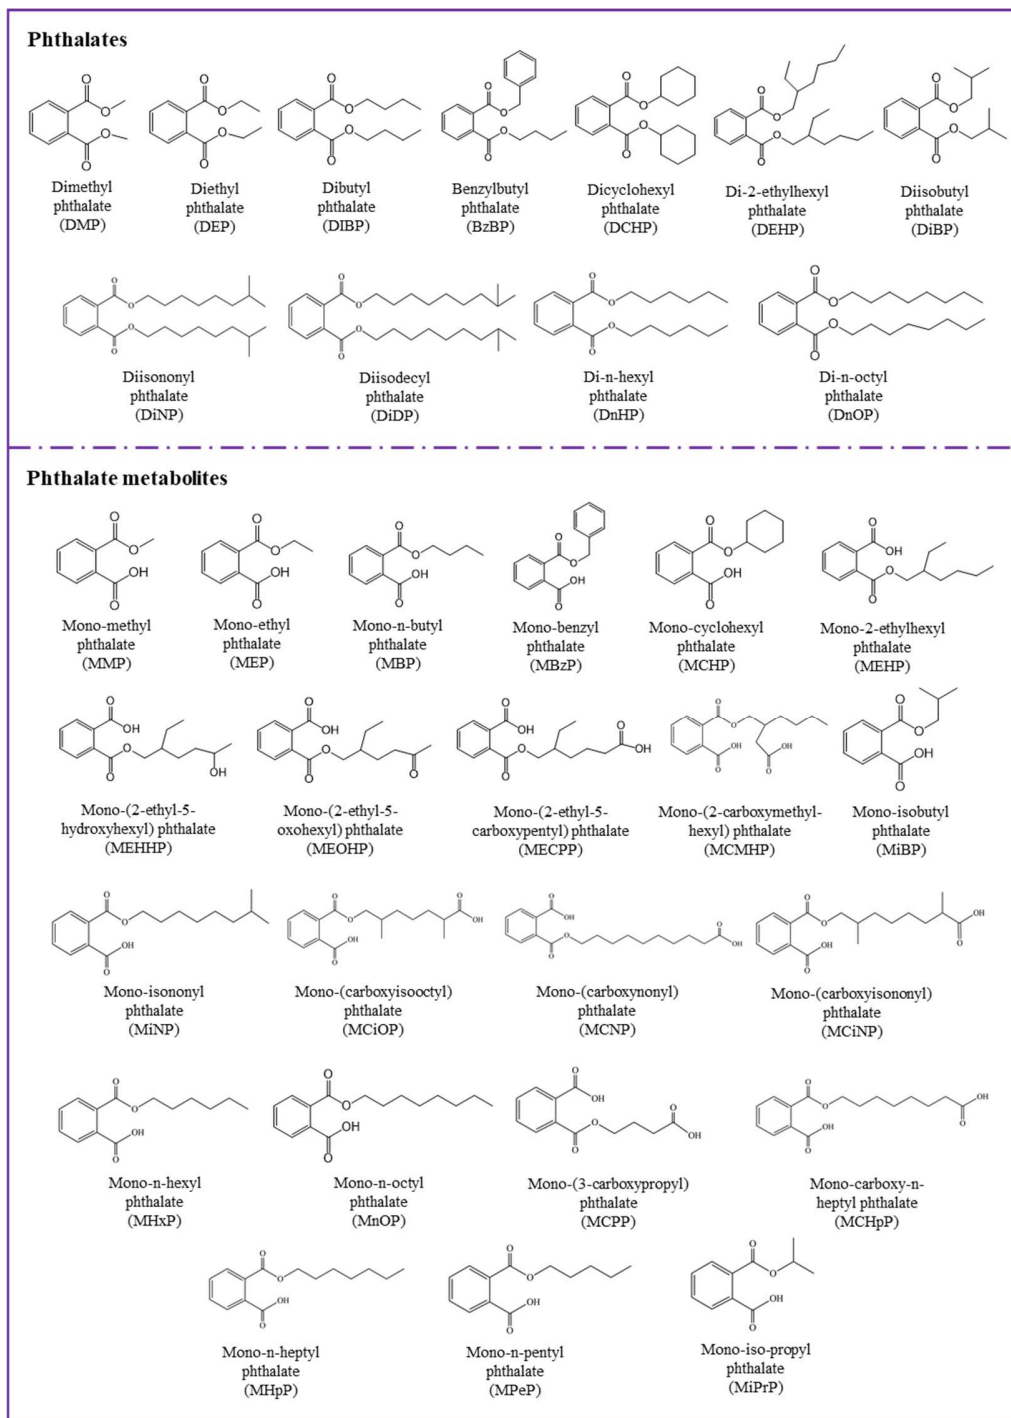 Phthalates
Dimethyl
phthalate
(DMP)
Diethyl
phthalate
(DEP)
Dibutyl
phthalate
(DIBP)
Benzylbutyl
phthalate
(BzBP)
Dicyclohexyl
phthalate
(DCHP)
Di-2-ethylhexyl
phthalate
(DEHP)
Diisobutyl
phthalate
(DiBP)
Diisononyl
phthalate
(DiNP)
Diisodecyl
phthalate
(DiDP)
Di-n-hexyl
phthalate
(DnHP)
Di-n-octyl
phthalate
(DnOP)
Phthalate metabolites
Mono-methyl
phthalate
(MMP)
Mono-ethyl
phthalate
(MEP)
Mono-n-butyl
phthalate
(MBP)
Mono-benzyl
phthalate
(MBzP)
Mono-cyclohexyl
phthalate
(MCHP)
Mono-2-ethylhexyl
phthalate
(MEHP)
Mono-(2-ethyl-5-
hydroxyhexyl) phthalate
(MEHHP)
Mono-(2-ethyl-5-
oxohexyl) phthalate
(MEOHP)
Mono-(2-ethyl-5-
carboxypentyl) phthalate
(MECPP)
Mono-(2-carboxymethyl-
hexyl) phthalate
(MCMHP)
Mono-isobutyl
phthalate
(MiBP)
Mono-isononyl
phthalate
(MiNP)
Mono-(carboxyisooctyl)
phthalate
(MCiOP)
Mono-(carboxynonyl)
phthalate
(MCNP)
Mono-(carboxyisononyl)
phthalate
(MCiNP)
Mono-n-hexyl
phthalate
(MHxP)
Mono-n-octyl
phthalate
(MnOP)
Mono-(3-carboxypropyl)
phthalate
(MCPP)
Mono-carboxy-n-
heptyl phthalate
(MCHpP)
Mono-n-heptyl
phthalate
(MHpP)
Mono-n-pentyl
phthalate
(MPeP)
Mono-iso-propyl
phthalate
(MiPrP)